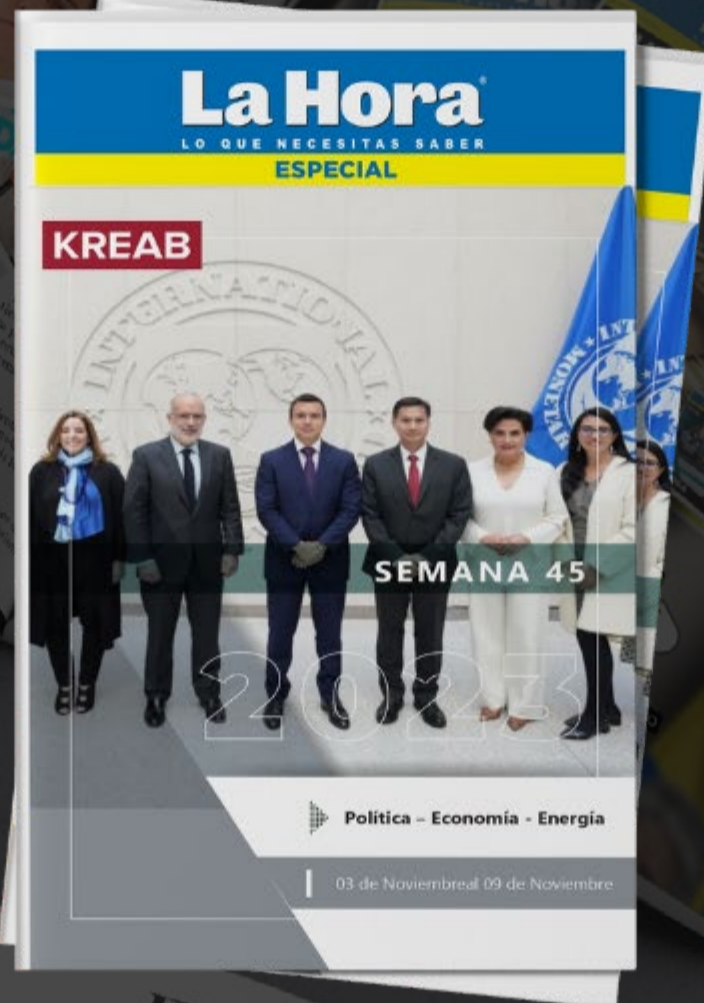 La Hora
LO QUE NECESITAS SABER
ESPECIAL
KREAB
INTERNATIONAL
SEMANA 45
2023
Política – Economía - Energía
03 de Noviembreal 09 de Noviembre